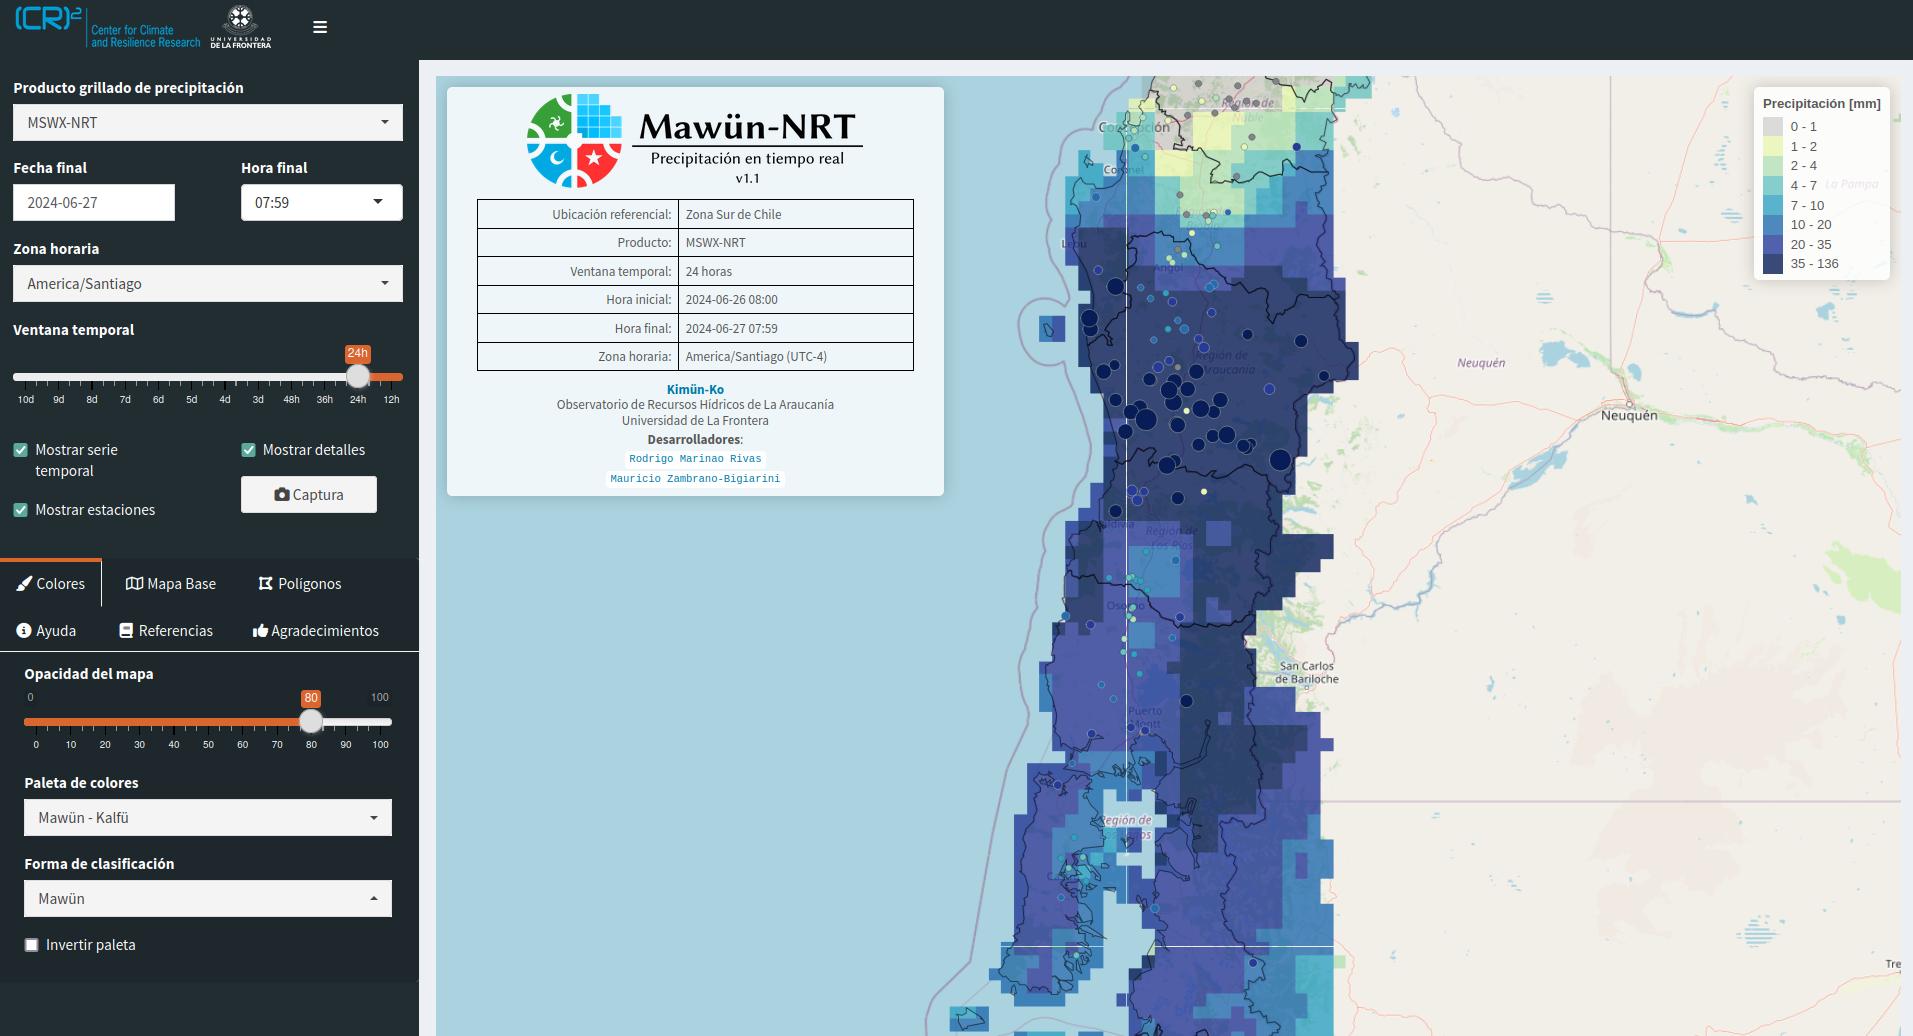 (CR)²
Center for Climate
and Resilience Research
UNIVERSIDAD
DE LA FRONTERA
Producto grillado de precipitación
MSWX-NRT
Fecha final
Hora final
2024-06-27
07:59
Zona horaria
America/Santiago
Ventana temporal
24h
10d 9d 8d 7d 6d 5d 4d 3d 48h 36h 24h 12h
Mostrar serie
temporal
Mostrar detalles
Captura
Mostrar estaciones
Colores
Mapa Base
Polígonos
Ayuda
Referencias
Agradecimientos
Opacidad del mapa
0 80 100
0 10 20 30 40 50 60 70 80 90 100
Paleta de colores
Mawün - Kalfü
Forma de clasificación
Mawün
Invertir paleta
Mawün-NRT
Precipitación en tiempo real
v1.1
Ubicación referencial: Zona Sur de Chile
Producto: MSWX-NRT
Ventana temporal: 24 horas
Hora inicial: 2024-06-26 08:00
Hora final: 2024-06-27 07:59
Zona horaria: America/Santiago (UTC-4)
Kimün-Ko
Observatorio de Recursos Hídricos de La Araucanía
Universidad de La Frontera
Desarrolladores:
Rodrigo Marinao Rivas
Mauricio Zambrano-Bigiarini
Precipitación [mm]
0 - 1
1 - 2
2 - 4
4 - 7
7 - 10
10 - 20
20 - 35
35 - 136
La Pampa
Región de
Ñuble
Angol
Región de
Araucanía
Neuquén
Neuquén
Región de
Los Ríos
San Carlos
de Bariloche
Puerto
Montt
Región de
Tre